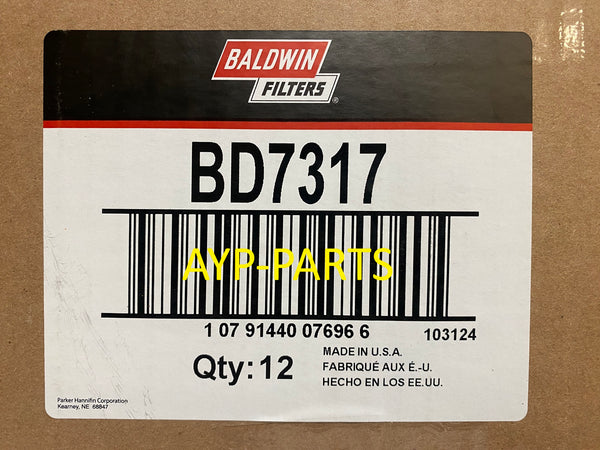 BALDWIN
FILTERS®
BD7317
AYP-PARTS
1 07 91440 07696 6
103124
Qty: 12
MADE IN U.S.A.
FABRIQUÉ AUX É.-U.
HECHO EN LOS EE.UU.
Parker Hannifin Corporation
Kearney, NE 68847